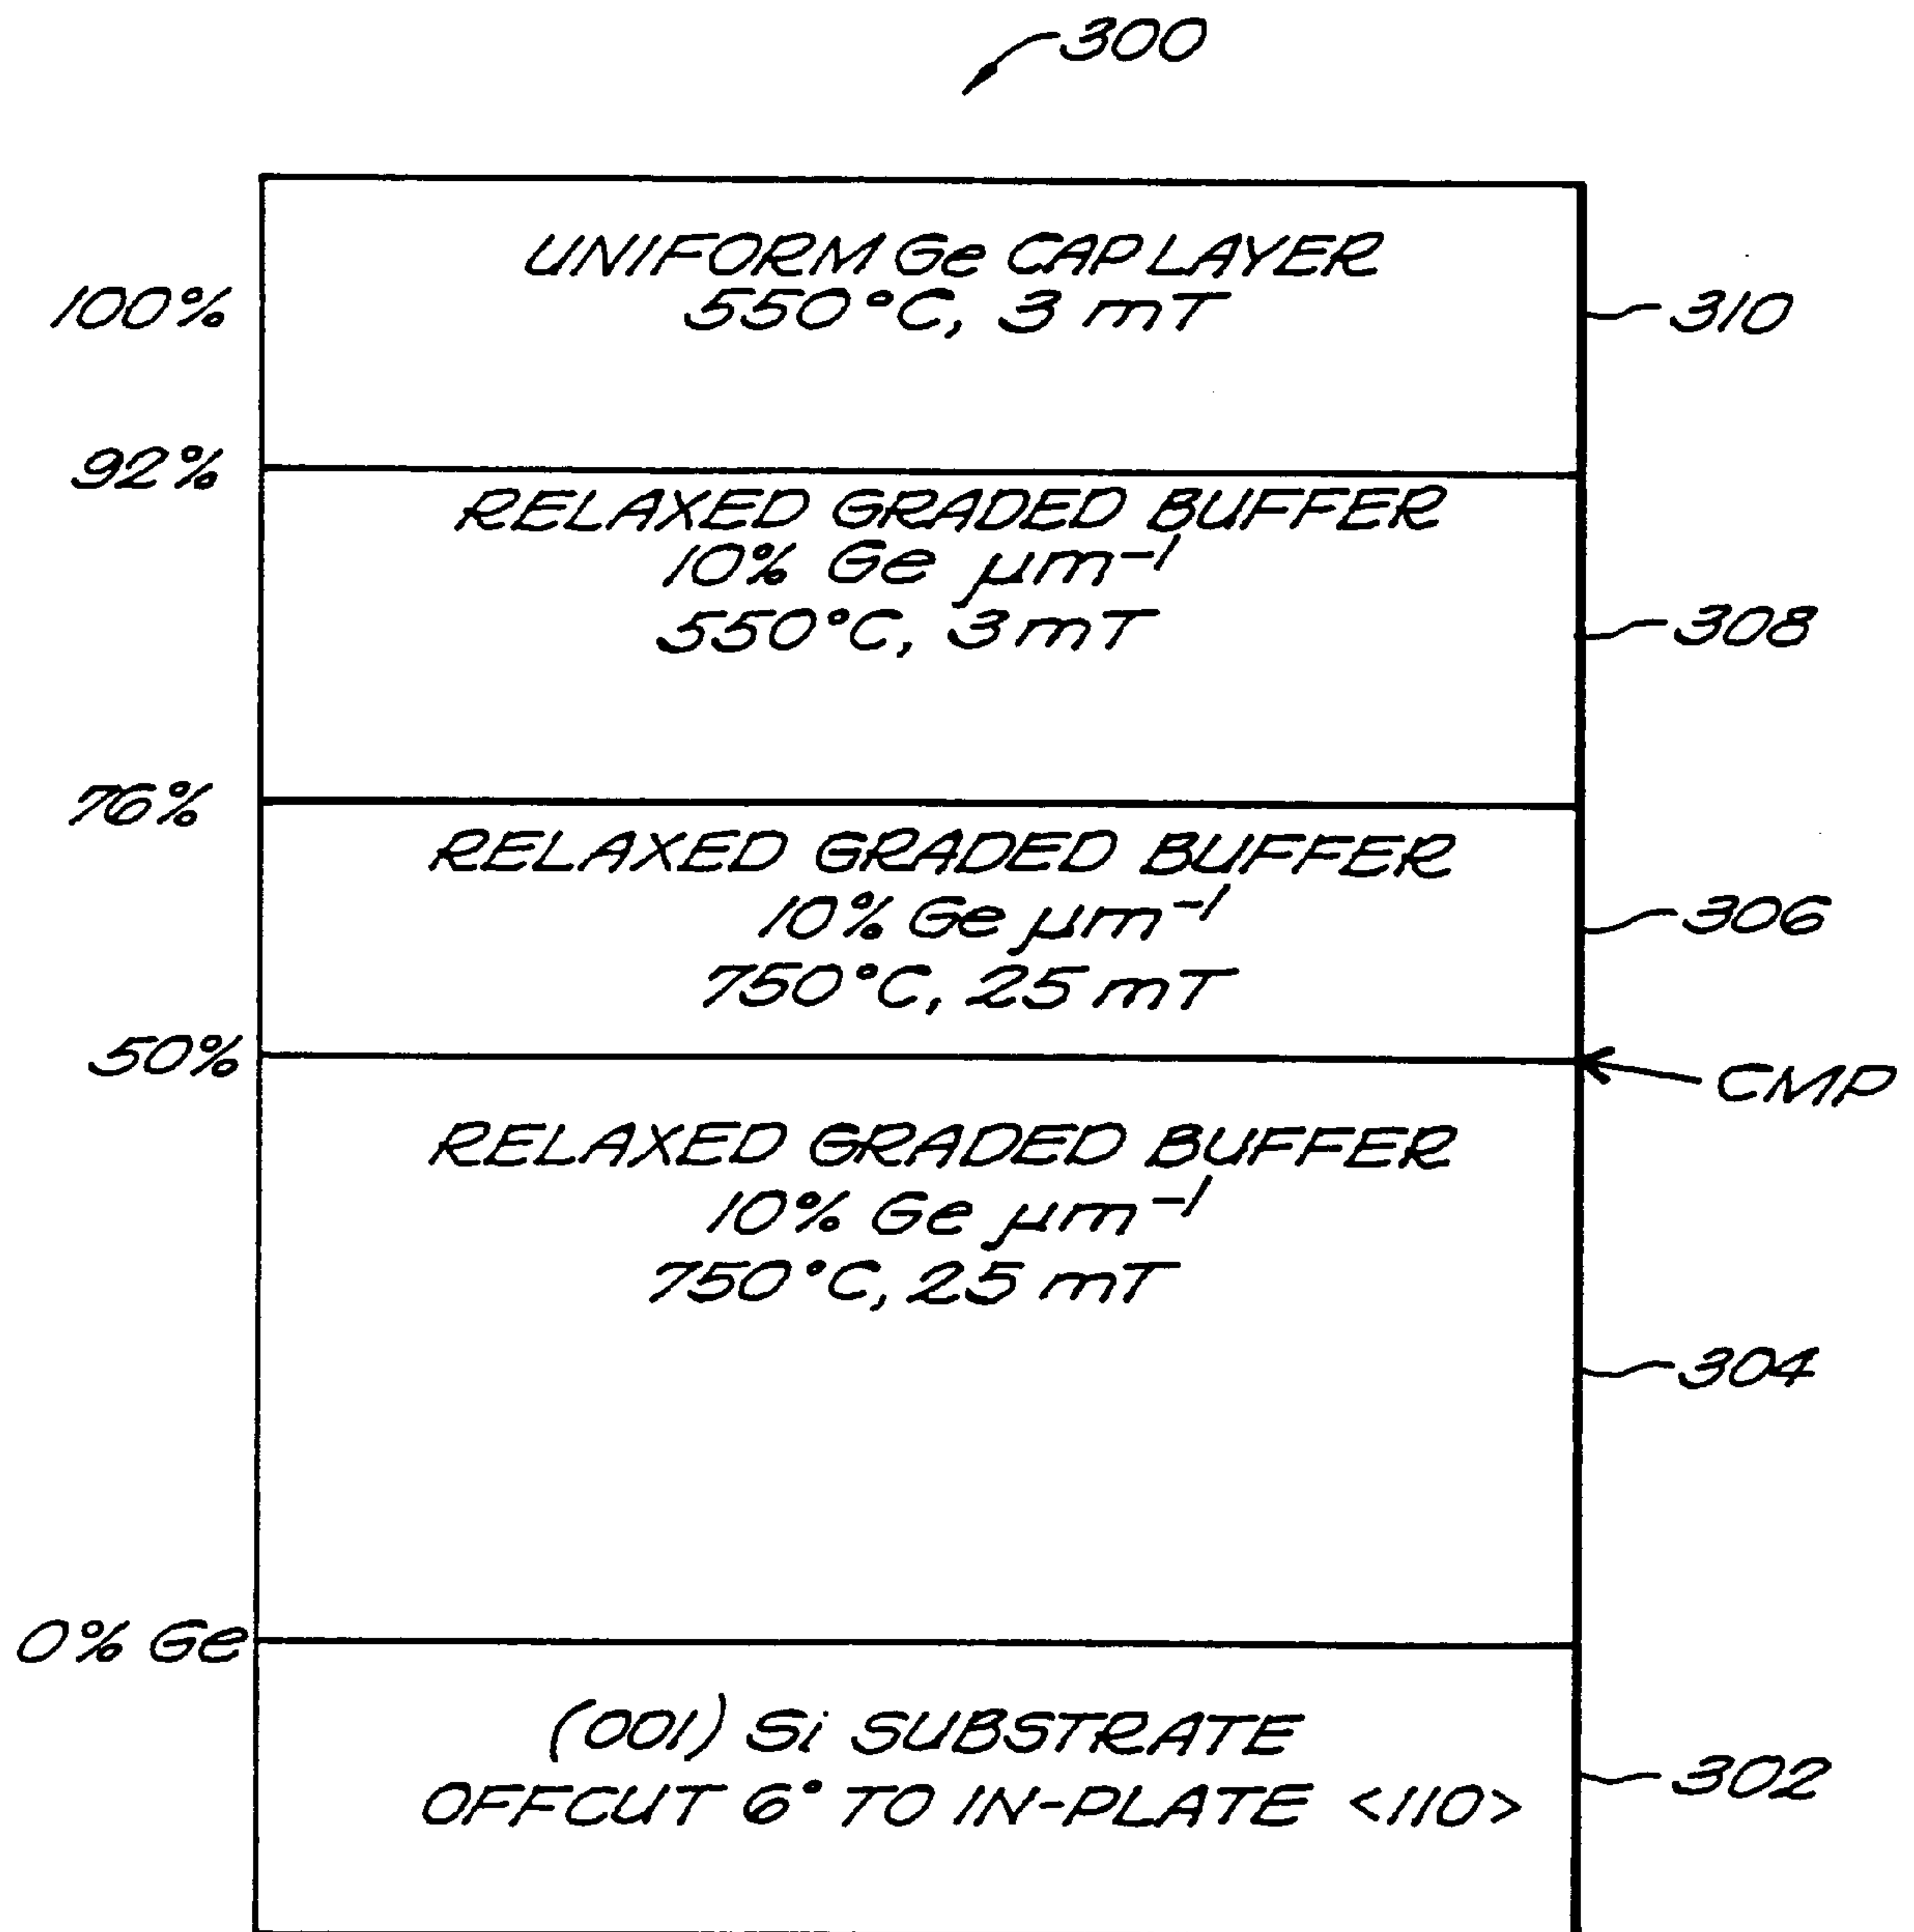 300
UNIFORM Ge CAP LAYER
100%
550°C, 3 mT
310
92%
RELAXED GRADED BUFFER
10% Ge μm⁻¹
550°C, 3 mT
308
76%
RELAXED GRADED BUFFER
10% Ge μm⁻¹
306
750°C, 25 mT
50%
CMP
RELAXED GRADED BUFFER
10% Ge μm⁻¹
750°C, 25 mT
304
0% Ge
(001) Si SUBSTRATE
OFFCUT 6° TO IN-PLATE <110>
302